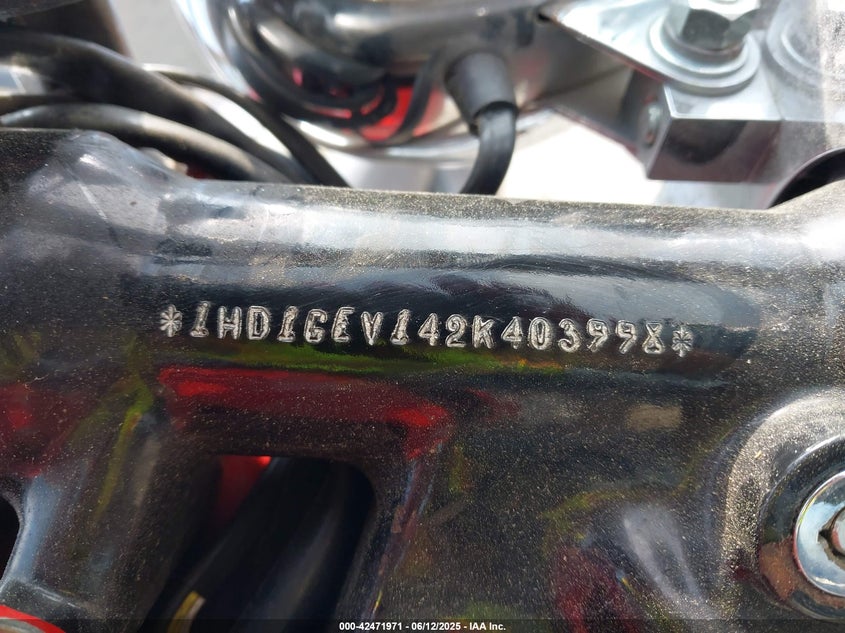 *1HD1GEV142K403998*
000-42471971 - 06/12/2025 - IAA Inc.